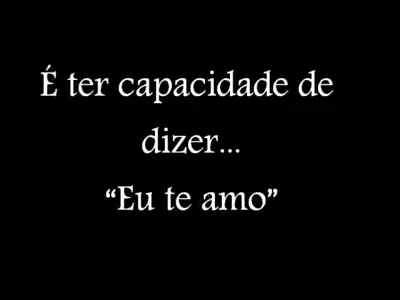 É ter capacidade de
dizer...
“Eu te amo”